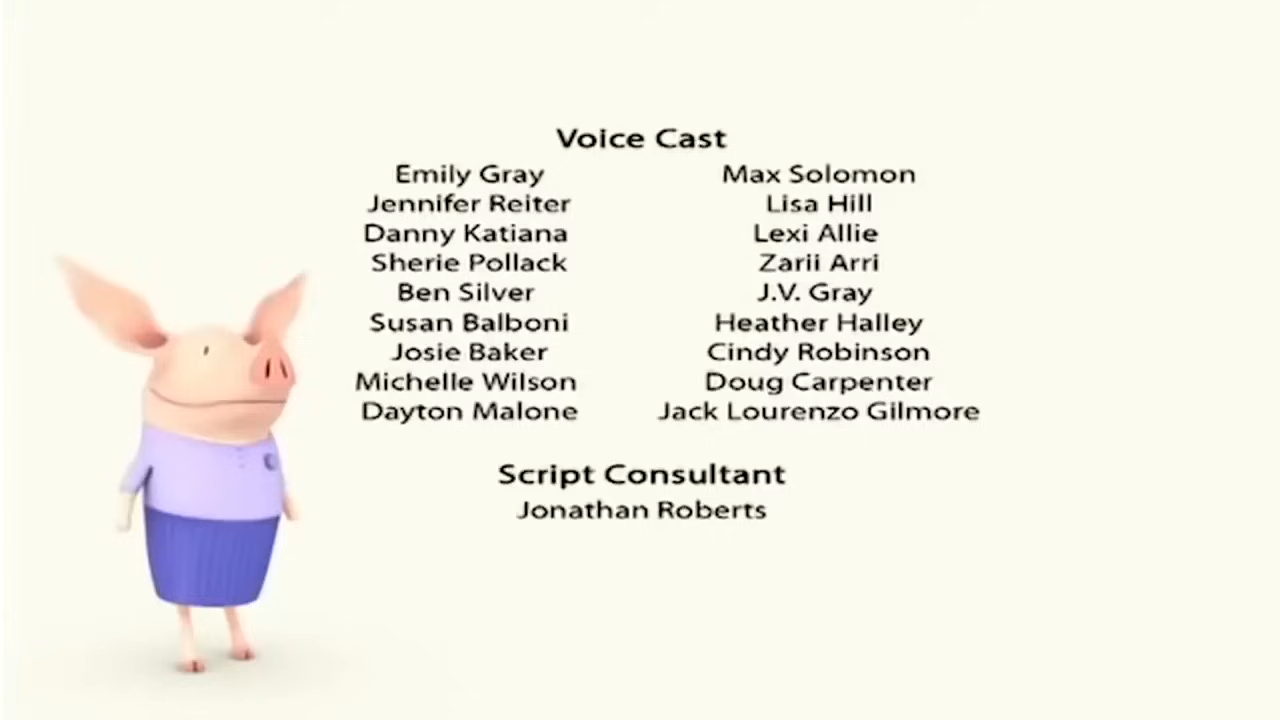 Voice Cast
Emily Gray Max Solomon
Jennifer Reiter Lisa Hill
Danny Katiana Lexi Allie
Sherie Pollack Zarii Arri
Ben Silver J.V. Gray
Susan Balboni Heather Halley
Josie Baker Cindy Robinson
Michelle Wilson Doug Carpenter
Dayton Malone Jack Lourenzo Gilmore
Script Consultant
Jonathan Roberts